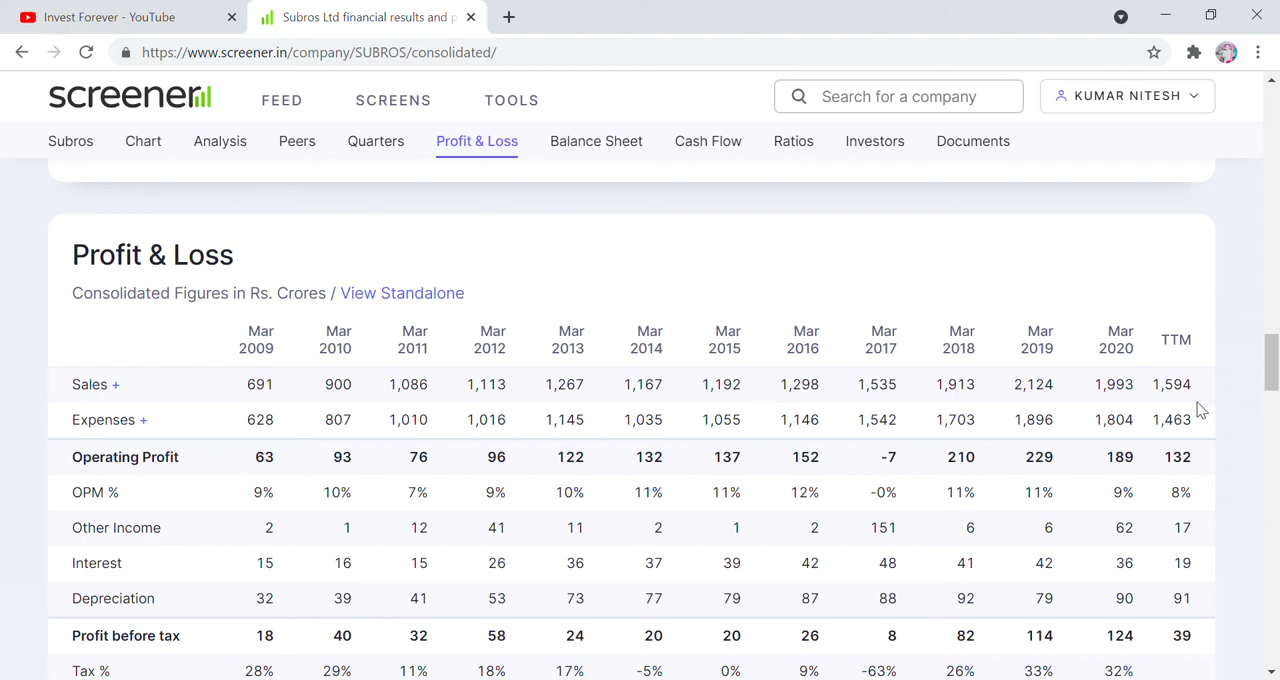 Invest Forever - YouTube
Subros Ltd financial results and p
https://www.screener.in/company/SUBROS/consolidated/
screener
FEED SCREENS TOOLS
Search for a company
KUMAR NITESH
Subros Chart Analysis Peers Quarters Profit & Loss Balance Sheet Cash Flow Ratios Investors Documents
Profit & Loss
Consolidated Figures in Rs. Crores / View Standalone
Mar 2009 Mar 2010 Mar 2011 Mar 2012 Mar 2013 Mar 2014 Mar 2015 Mar 2016 Mar 2017 Mar 2018 Mar 2019 Mar 2020 TTM
Sales + 691 900 1,086 1,113 1,267 1,167 1,192 1,298 1,535 1,913 2,124 1,993 1,594
Expenses + 628 807 1,010 1,016 1,145 1,035 1,055 1,146 1,542 1,703 1,896 1,804 1,463
Operating Profit 63 93 76 96 122 132 137 152 -7 210 229 189 132
OPM % 9% 10% 7% 9% 10% 11% 11% 12% -0% 11% 11% 9% 8%
Other Income 2 1 12 41 11 2 1 2 151 6 6 62 17
Interest 15 16 15 26 36 37 39 42 48 41 42 36 19
Depreciation 32 39 41 53 73 77 79 87 88 92 79 90 91
Profit before tax 18 40 32 58 24 20 20 26 8 82 114 124 39
Tax % 28% 29% 11% 18% 17% -5% 0% 9% -63% 26% 33% 32%